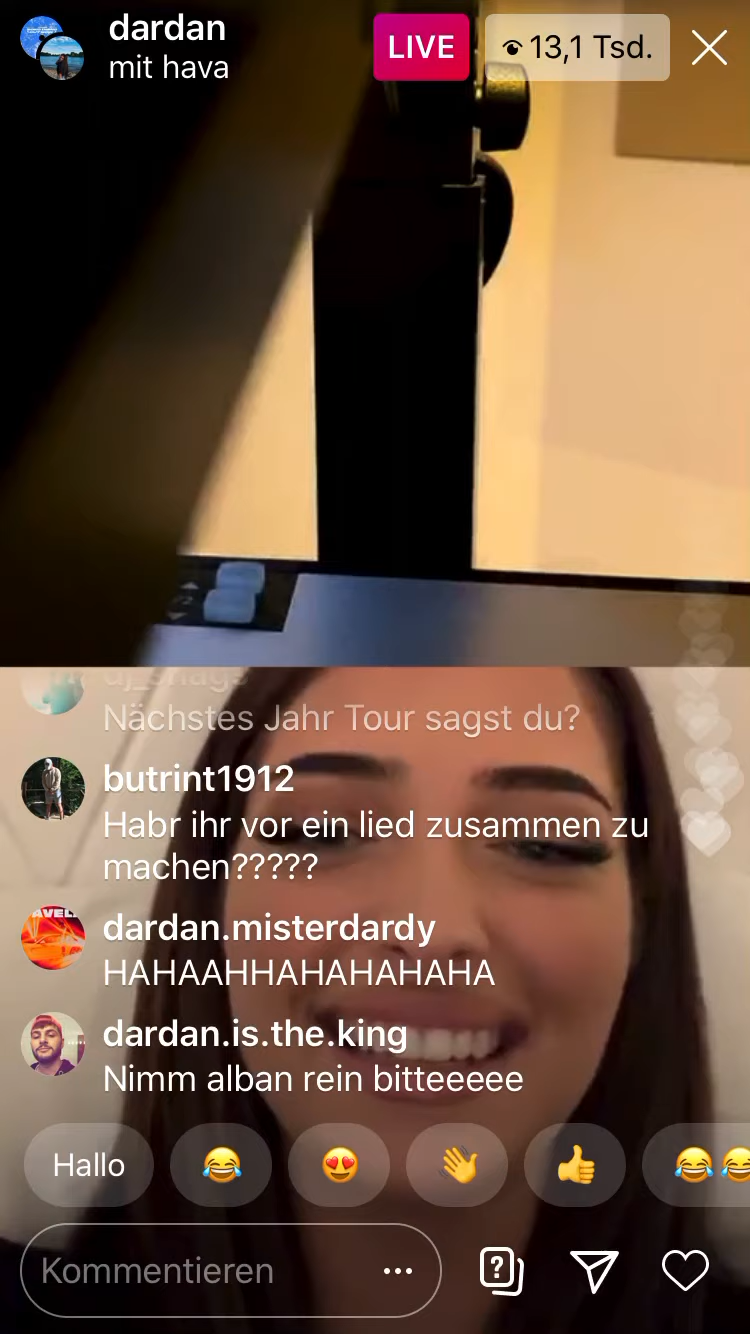 dardan
mit hava
LIVE
13,1 Tsd.
Nächstes Jahr Tour sagst du?
butrint1912
Habr ihr vor ein lied zusammen zu
machen?????
AVEL
dardan.misterdardy
HAHAAHHAHAHAHAHA
dardan.is.the.king
Nimm alban rein bitteeeee
Hallo 😂 😍 👋 👍 😂😂
Kommentieren ...